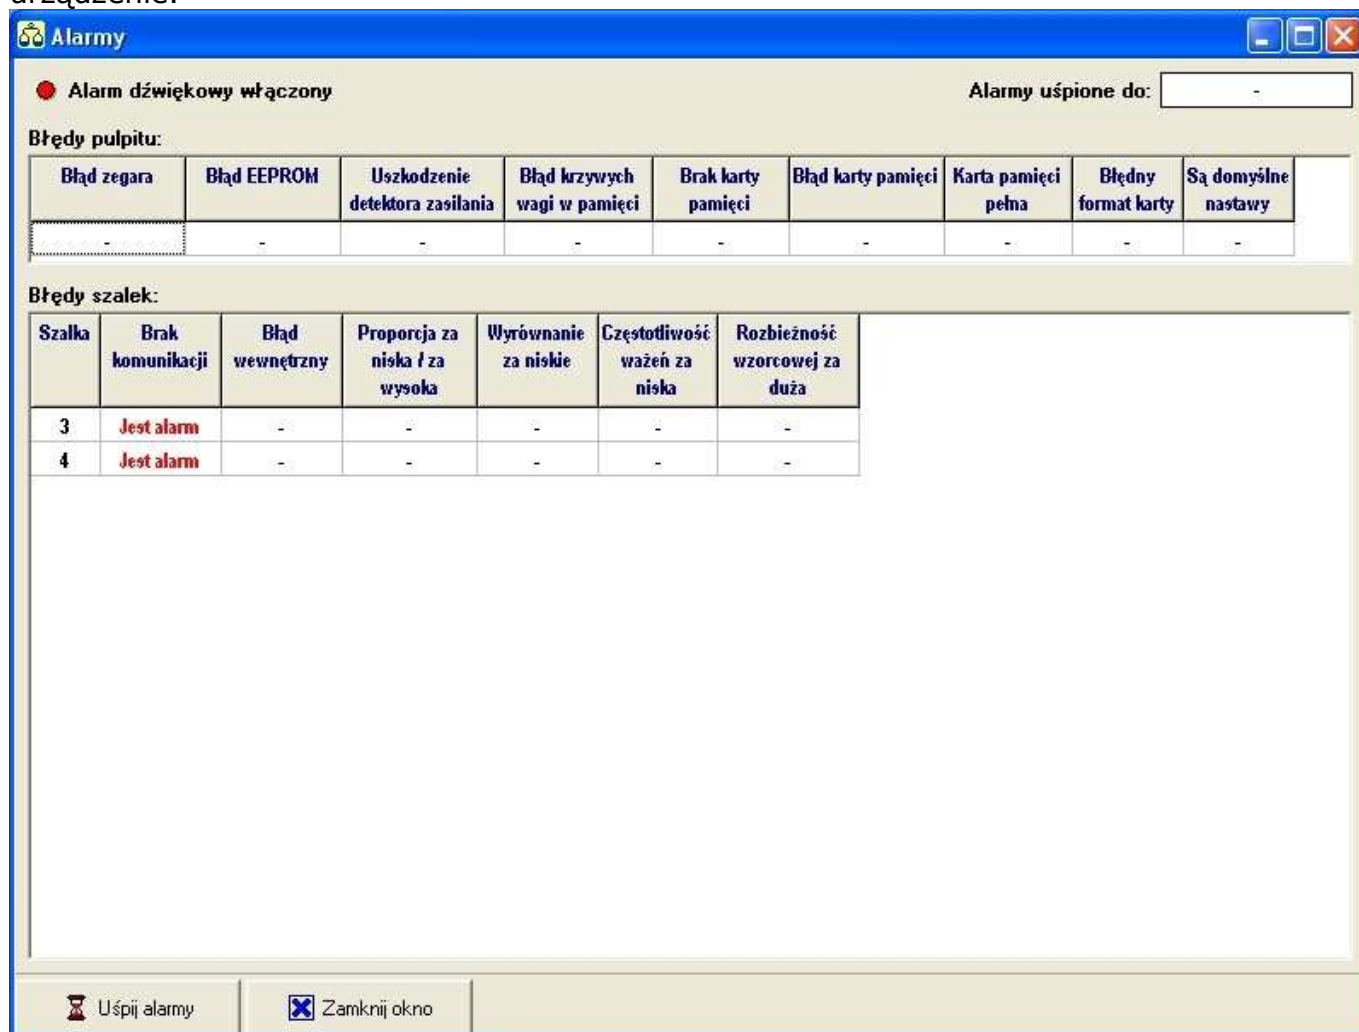 urządzenie.
Alarmy
Alarm dźwiękowy włączony
Alarmy uśpione do: -
Błędy pulpitu:
Błąd zegara Błąd EEPROM Uszkodzenie detektora zasilania Błąd krzywych wagi w pamięci Brak karty pamięci Błąd karty pamięci Karta pamięci pełna Błędny format karty Są domyślne nastawy
- - - - - - - - -
Błędy szalek:
Szalka Brak komunikacji Błąd wewnętrzny Proporcja za niska / za wysoka Wyrównanie za niskie Częstotliwość ważeń za niska Rozbieżność wzorcowej za duża
3 Jest alarm - - - - -
4 Jest alarm - - - - -
Uśpij alarmy Zamknij okno